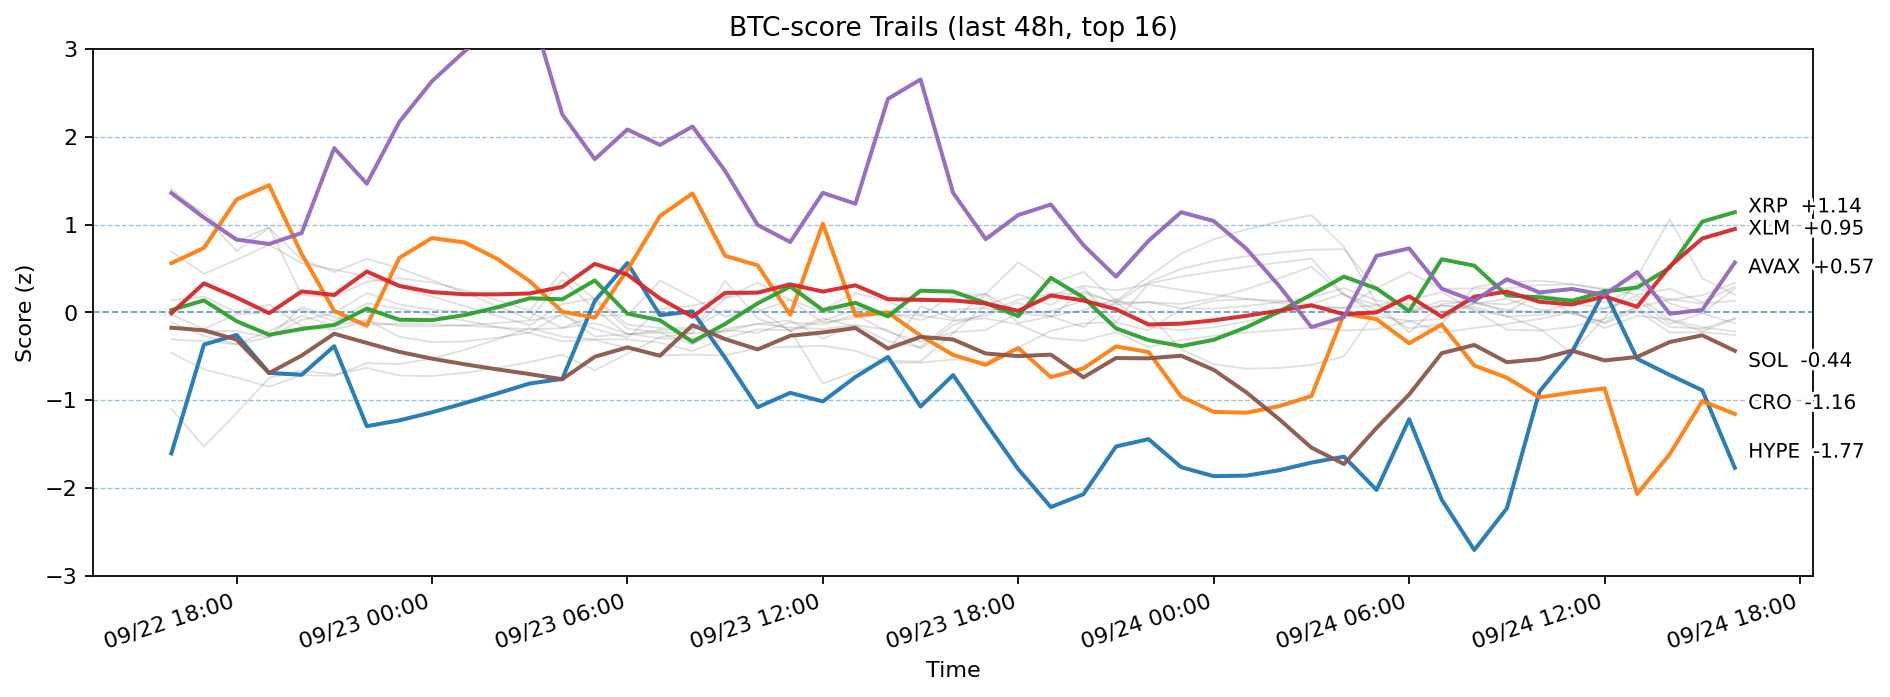 BTC-score Trails (last 48h, top 16)
Score (z)
3
2
1
0
−1
−2
−3
XRP +1.14
XLM +0.95
AVAX +0.57
SOL -0.44
CRO -1.16
HYPE -1.77
09/22 18:00
09/23 00:00
09/23 06:00
09/23 12:00
09/23 18:00
09/24 00:00
09/24 06:00
09/24 12:00
09/24 18:00
Time